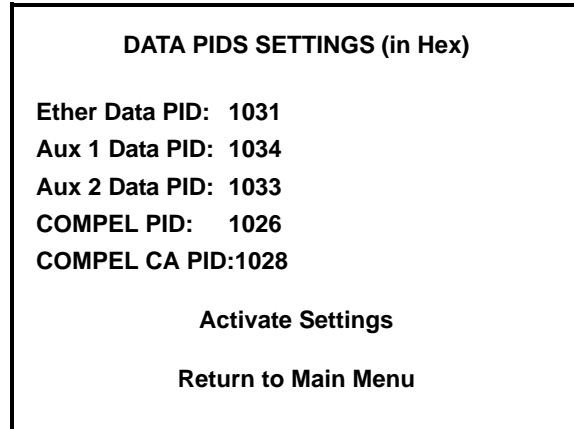 DATA PIDS SETTINGS (in Hex)
Ether Data PID: 1031
Aux 1 Data PID: 1034
Aux 2 Data PID: 1033
COMPEL PID: 1026
COMPEL CA PID:1028
Activate Settings
Return to Main Menu